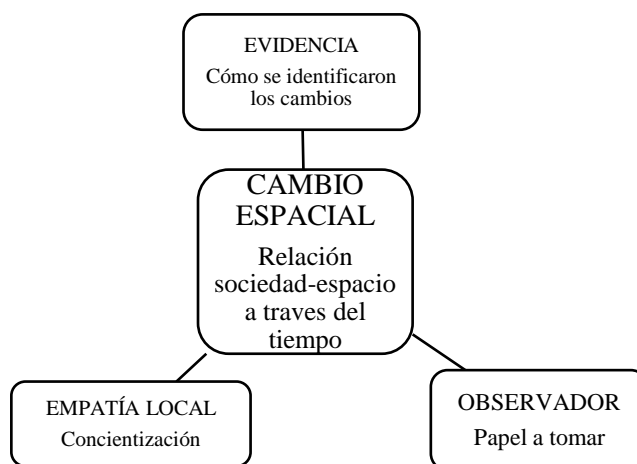 EVIDENCIA
Cómo se identificaron
los cambios
CAMBIO
ESPACIAL
Relación
sociedad-espacio
a traves del
tiempo
EMPATÍA LOCAL
Concientización
OBSERVADOR
Papel a tomar